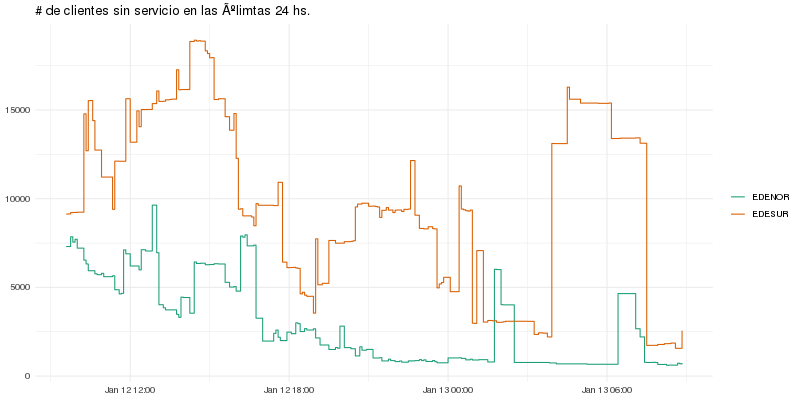 # de clientes sin servicio en las Ãºlimtas 24 hs.
15000
10000
5000
0
Jan 12 12:00
Jan 12 18:00
Jan 13 00:00
Jan 13 06:00
EDENOR
EDESUR